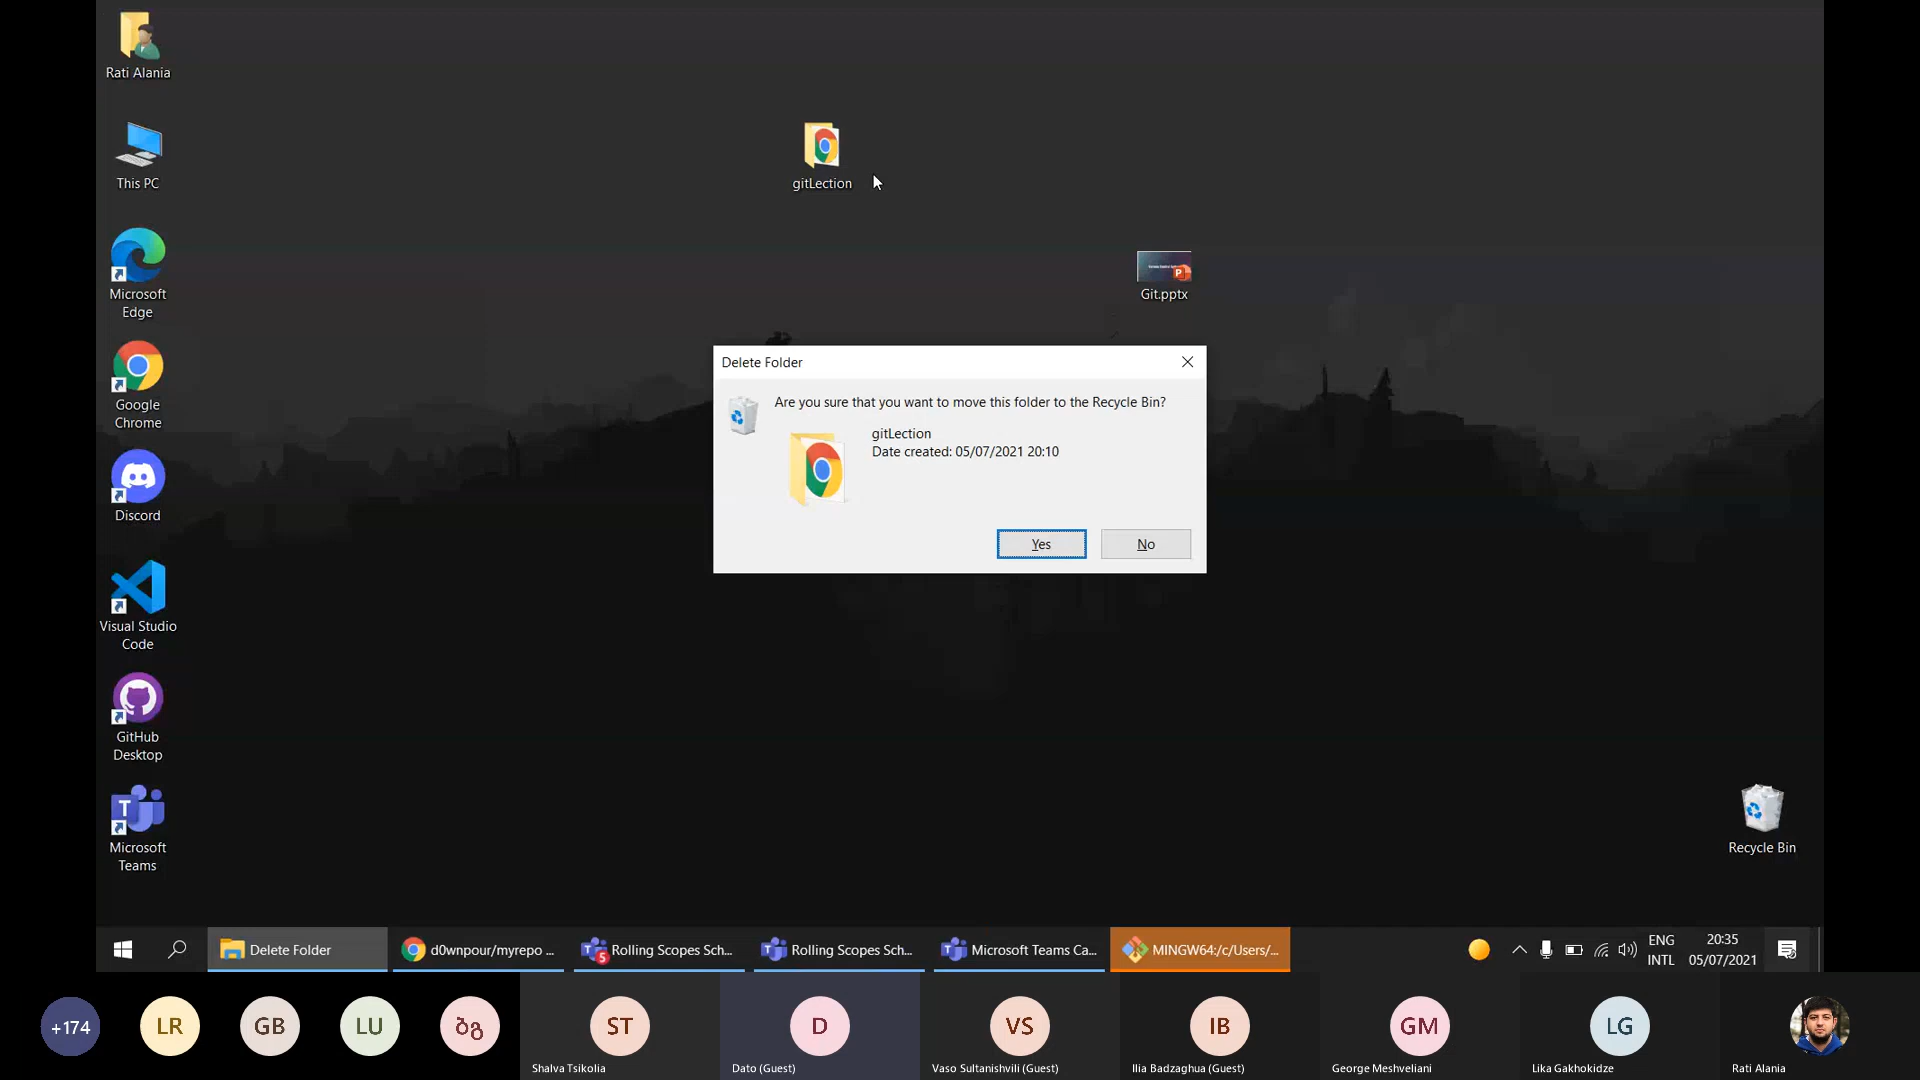 Rati Alania
This PC
gitLection
Microsoft
Edge
Git.pptx
Google
Chrome
Delete Folder
Are you sure that you want to move this folder to the Recycle Bin?
gitLection
Date created: 05/07/2021 20:10
Yes
No
Discord
Visual Studio
Code
GitHub
Desktop
Microsoft
Teams
Recycle Bin
Delete Folder
d0wnpour/myrepo ...
5
Rolling Scopes Sch...
Rolling Scopes Sch...
Microsoft Teams Ca...
MINGW64:/c/Users/...
ENG
INTL
20:35
05/07/2021
+174
LR
GB
LU
ბგ
ST
Shalva Tsikolia
D
Dato (Guest)
VS
Vaso Sultanishvili (Guest)
IB
Ilia Badzaghua (Guest)
GM
George Meshveliani
LG
Lika Gakhokidze
Rati Alania